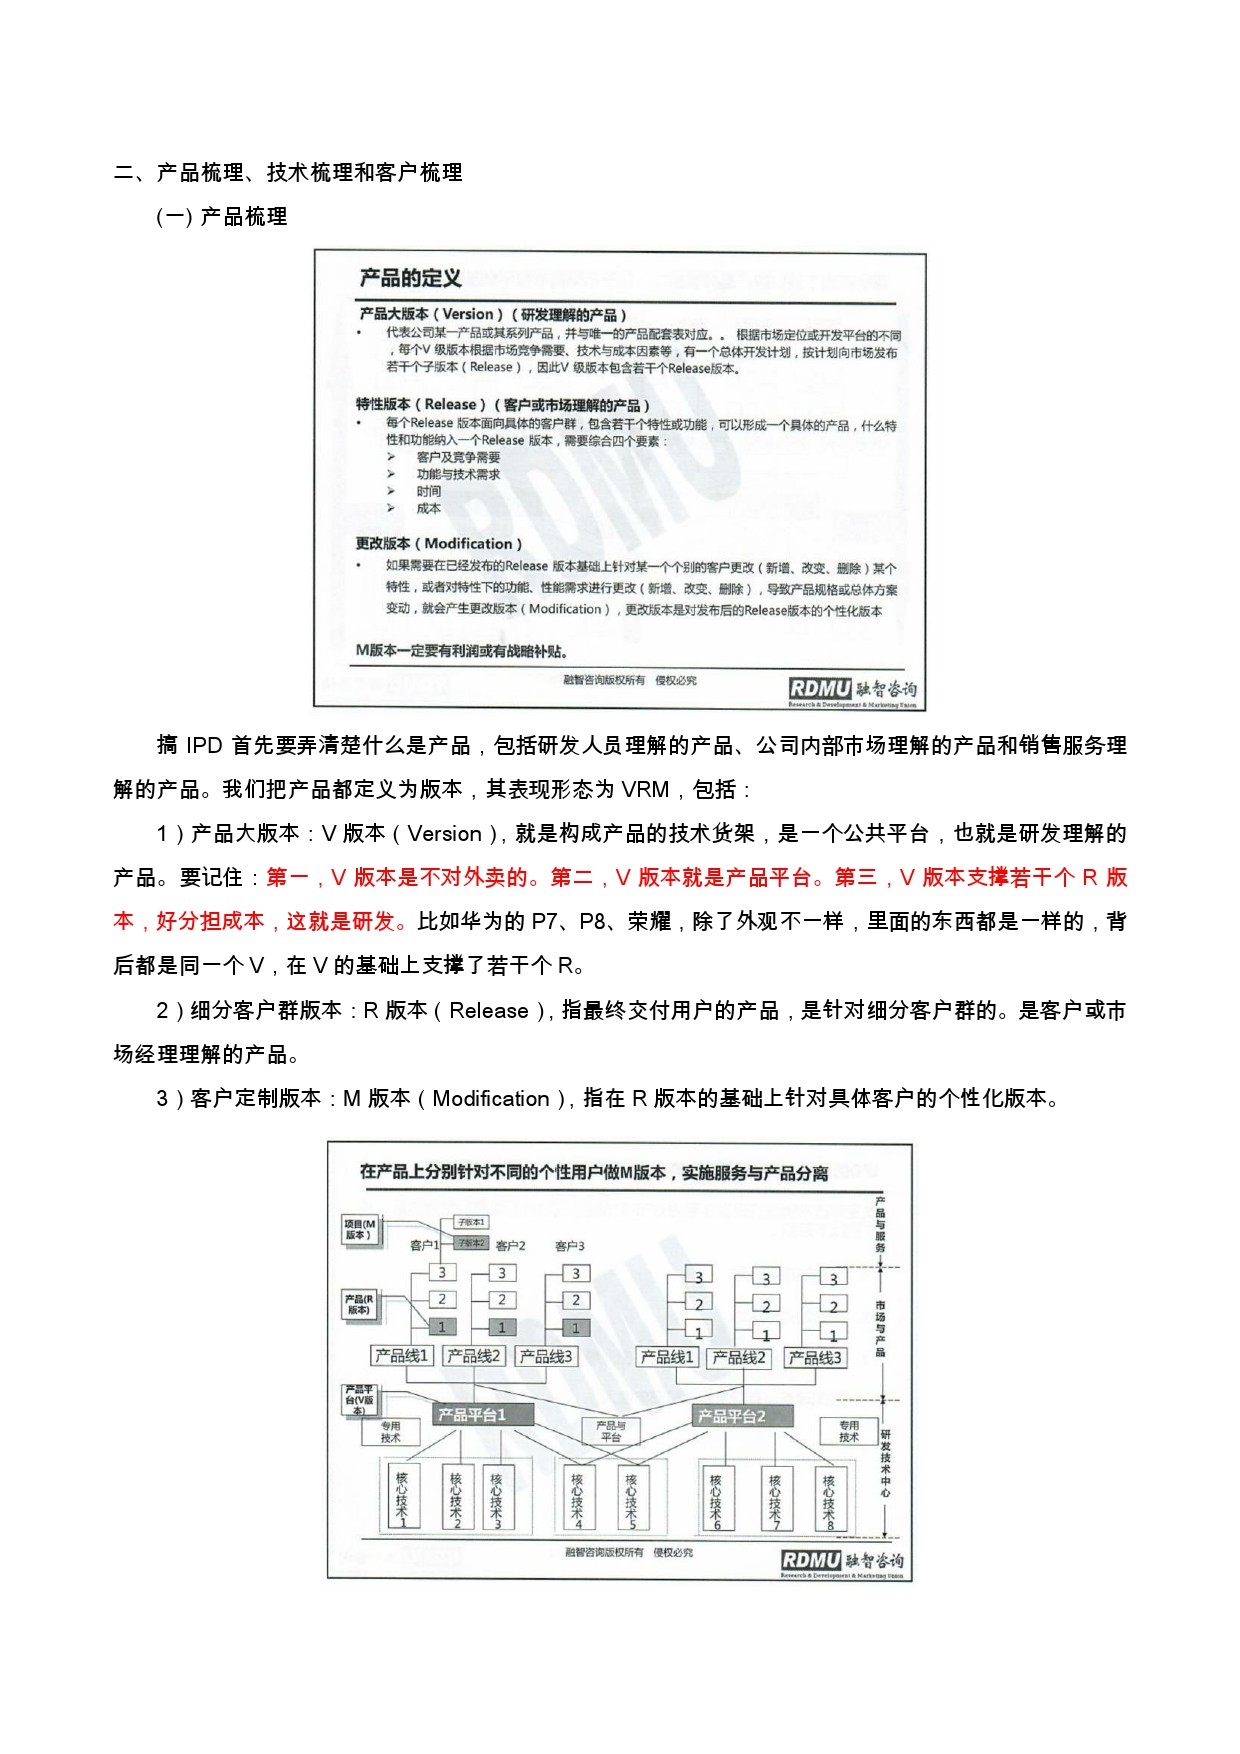 二、产品梳理、技术梳理和客户梳理
(一) 产品梳理
产品的定义
产品大版本（Version）（研发理解的产品）
• 代表公司某一产品或其系列产品，并与唯一的产品配套表对应。。 根据市场定位或开发平台的不同
，每个V 级版本根据市场竞争需要、技术与成本因素等，有一个总体开发计划，按计划向市场发布
若干个子版本（Release），因此V 级版本包含若干个Release版本。
特性版本（Release）（客户或市场理解的产品）
• 每个Release 版本面向具体的客户群，包含若干个特性或功能，可以形成一个具体的产品，什么特
性和功能纳入一个Release 版本，需要综合四个要素：
➢ 客户及竞争需要
➢ 功能与技术需求
➢ 时间
➢ 成本
更改版本（Modification）
• 如果需要在已经发布的Release 版本基础上针对某一个个别的客户更改（新增、改变、删除）某个
特性，或者对特性下的功能、性能需求进行更改（新增、改变、删除），导致产品规格或总体方案
变动，就会产生更改版本（Modification），更改版本是对发布后的Release版本的个性化版本
M版本一定要有利润或有战略补贴。
RDMU
融智咨询版权所有 侵权必究
RDMU 融智咨询
Research & Development & Marketing Union
搞 IPD 首先要弄清楚什么是产品，包括研发人员理解的产品、公司内部市场理解的产品和销售服务理
解的产品。我们把产品都定义为版本，其表现形态为 VRM，包括：
1）产品大版本：V 版本（Version），就是构成产品的技术货架，是一个公共平台，也就是研发理解的
产品。要记住：第一，V 版本是不对外卖的。第二，V 版本就是产品平台。第三，V 版本支撑若干个 R 版
本，好分担成本，这就是研发。比如华为的 P7、P8、荣耀，除了外观不一样，里面的东西都是一样的，背
后都是同一个 V，在 V 的基础上支撑了若干个 R。
2）细分客户群版本：R 版本（Release），指最终交付用户的产品，是针对细分客户群的。是客户或市
场经理理解的产品。
3）客户定制版本：M 版本（Modification），指在 R 版本的基础上针对具体客户的个性化版本。
在产品上分别针对不同的个性用户做M版本，实施服务与产品分离
项目(M
版本）
子版本1
子版本2
客户1 客户2 客户3
产品与服务
3 3 3 3 3 3
产品(R
版本)
2 2 2 2 2 2
1 1 1 1 1 1
市场与产品
产品线1 产品线2 产品线3 产品线1 产品线2 产品线3
产品平
台(V版
本)
产品平台1 产品平台2
专用
技术
产品与
平台
专用
技术
研发技术中心
核心技术1
核心技术2
核心技术3
核心技术4
核心技术5
核心技术6
核心技术7
核心技术8
RDMU
融智咨询版权所有 侵权必究
RDMU 融智咨询
Research & Development & Marketing Union